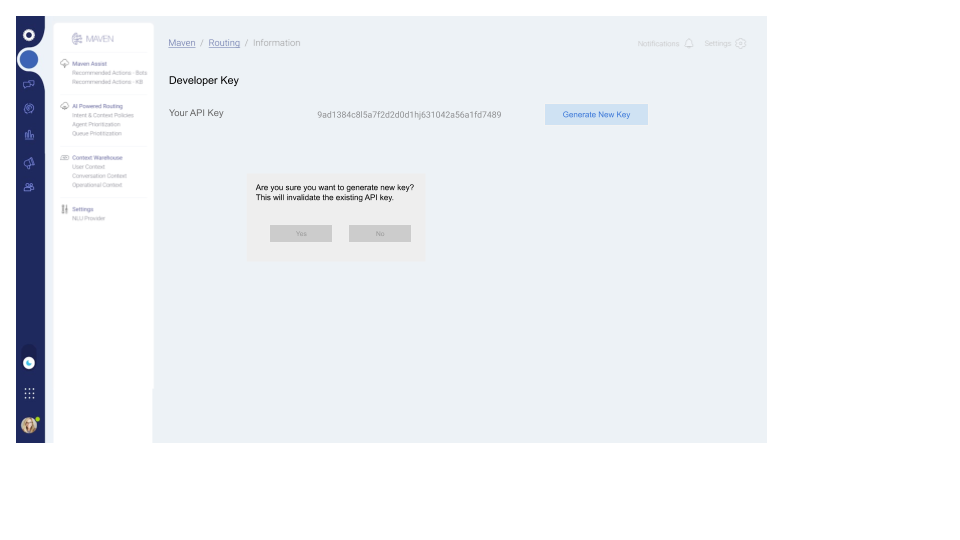 MAVEN
Maven Assist
Recommended Actions - Bots
Recommended Actions - KB
AI Powered Routing
Intent & Context Policies
Agent Prioritization
Queue Prioritization
Context Warehouse
User Context
Conversation Context
Operational Context
Settings
NLU Provider
Maven / Routing / Information
Notifications
Settings
Developer Key
Your API Key
9ad1384c8l5a7f2d2d0d1hj631042a56a1fd7489
Generate New Key
Are you sure you want to generate new key?
This will invalidate the existing API key.
Yes
No